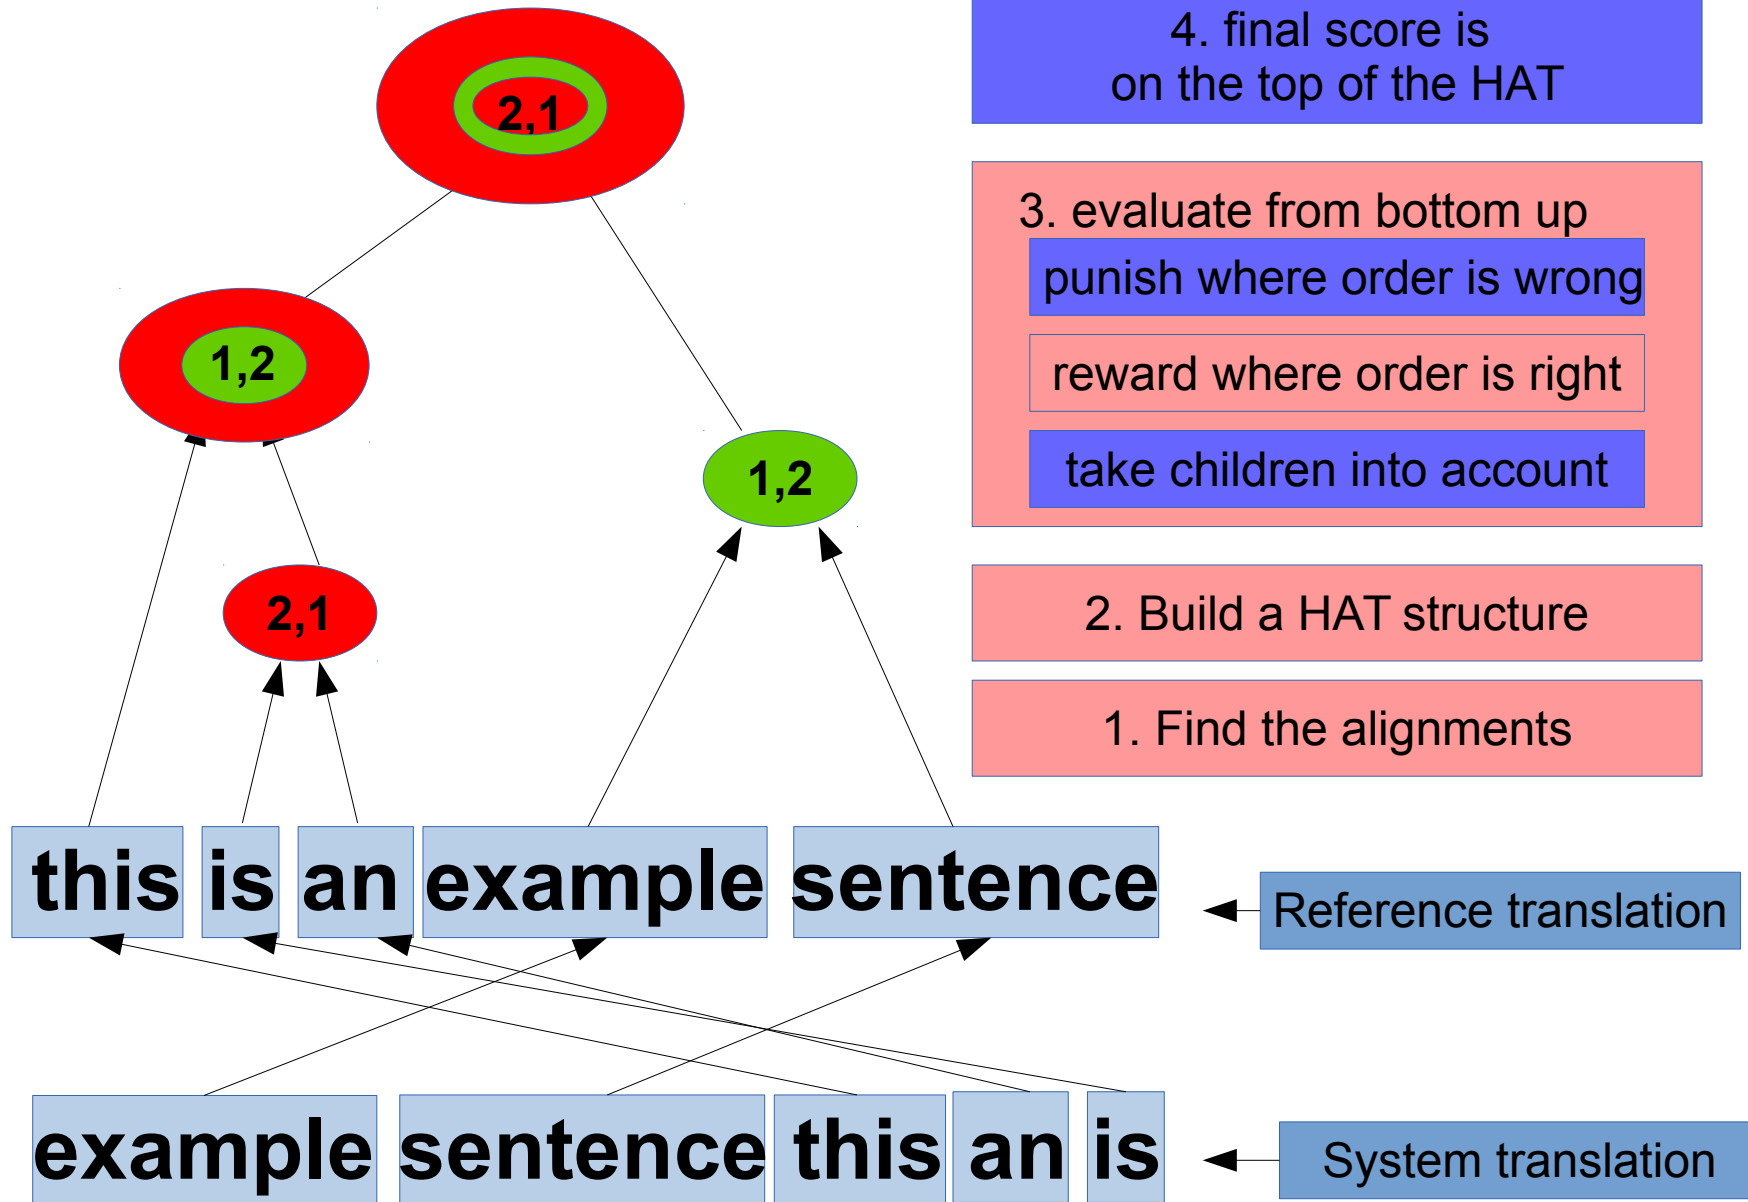 4. final score is
on the top of the HAT
2,1
3. evaluate from bottom up
punish where order is wrong
1,2
reward where order is right
1,2
take children into account
2,1
2. Build a HAT structure
1. Find the alignments
this is an example sentence
Reference translation
example sentence this an is
System translation